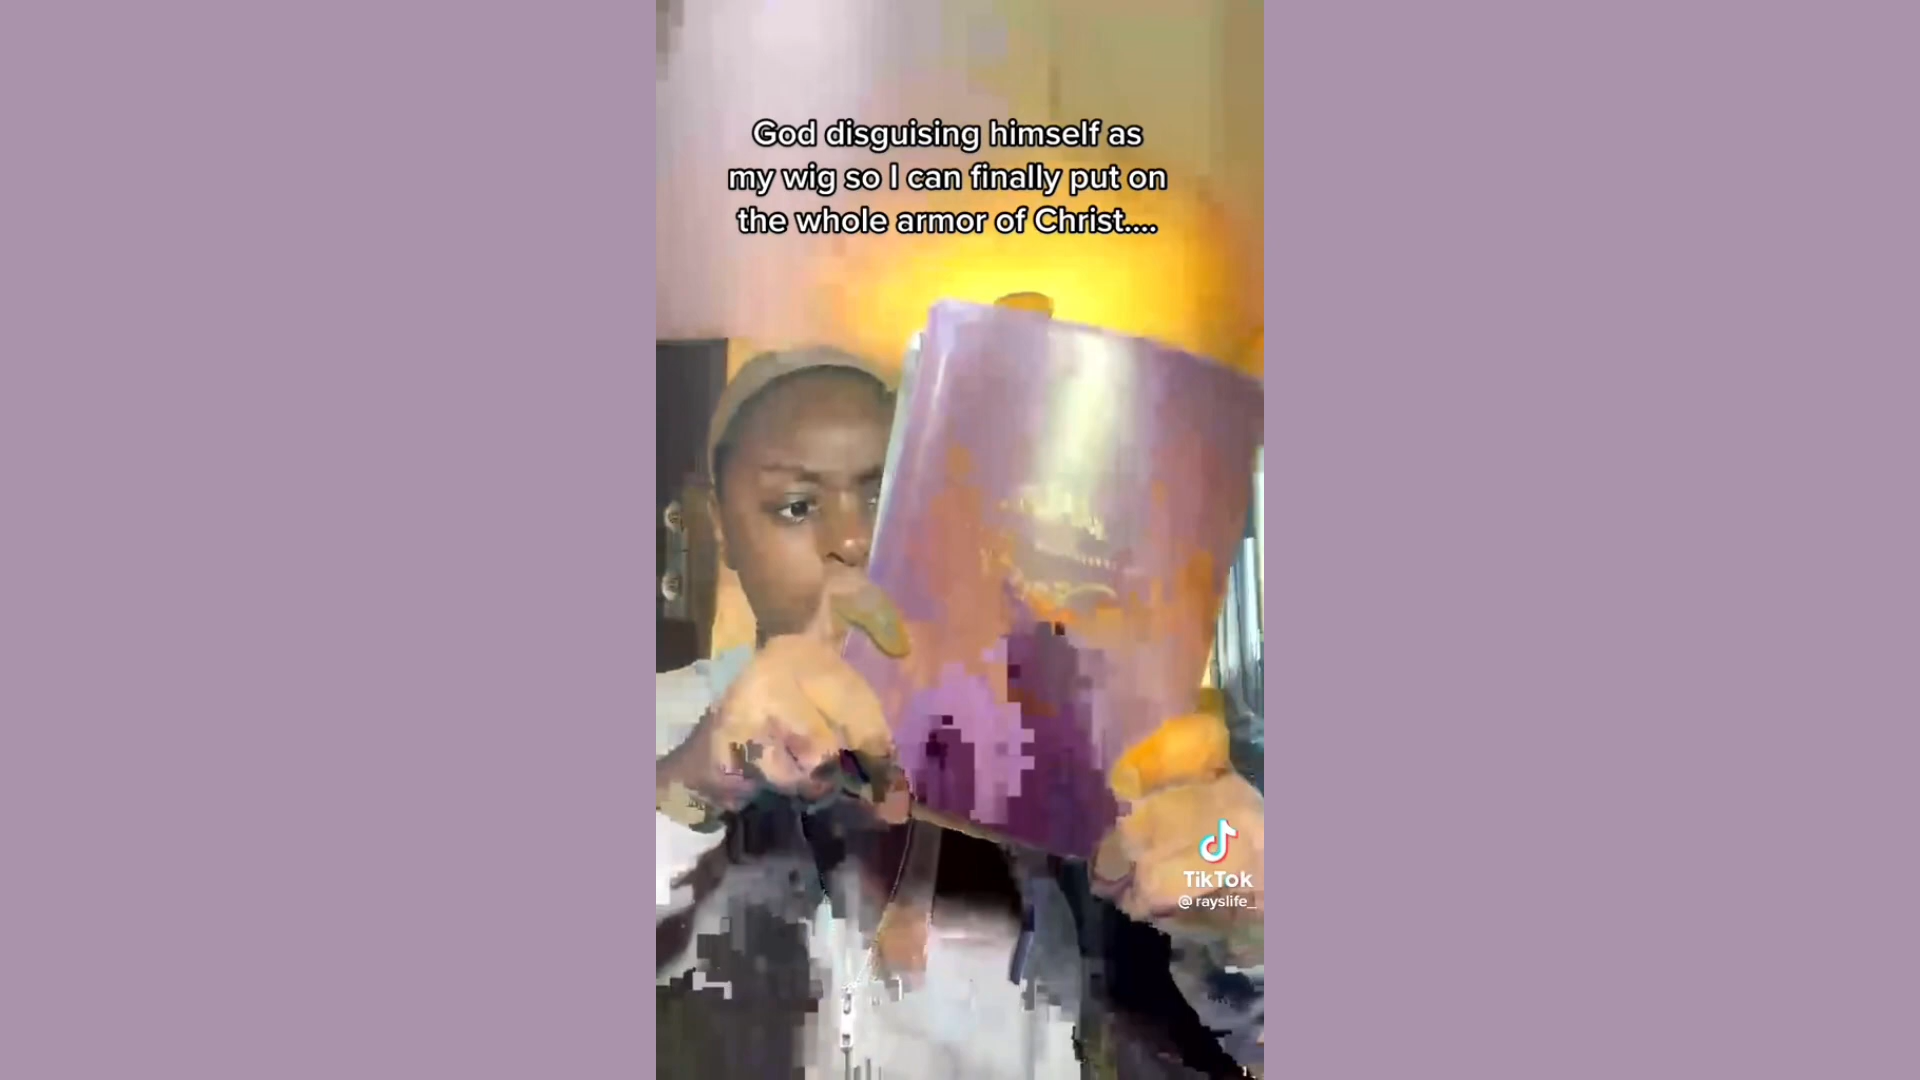 God disguising himself as
my wig so I can finally put on
the whole armor of Christ....
TikTok
@rayslife_